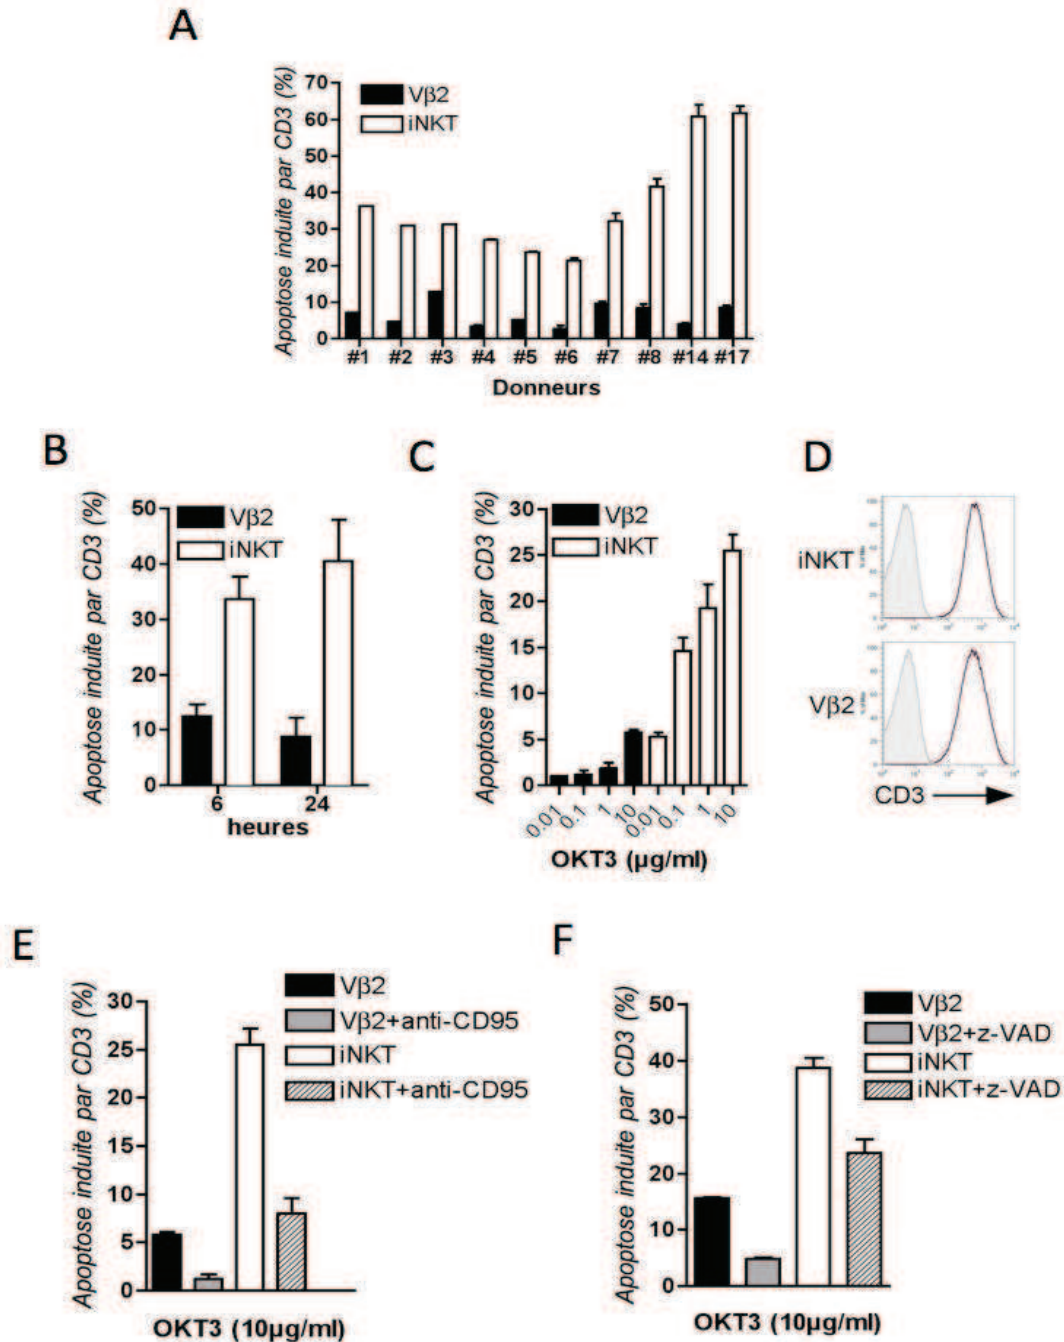 A
Apoptose induite par CD3 (%)
70
60
50
40
30
20
10
0
Vβ2
iNKT
#1 #2 #3 #4 #5 #6 #7 #8 #14 #17
Donneurs
B
Apoptose induite par CD3 (%)
50
40
30
20
10
0
Vβ2
iNKT
6 24
heures
C
Apoptose induite par CD3 (%)
30
25
20
15
10
5
0
Vβ2
iNKT
0.01 0.1 1 10 0.01 0.1 1 10
OKT3 (µg/ml)
D
iNKT
Vβ2
CD3
E
Apoptose induite par CD3 (%)
30
25
20
15
10
5
0
Vβ2
Vβ2+anti-CD95
iNKT
iNKT+anti-CD95
OKT3 (10µg/ml)
F
Apoptose induite par CD3 (%)
50
40
30
20
10
0
Vβ2
Vβ2+z-VAD
iNKT
iNKT+z-VAD
OKT3 (10µg/ml)